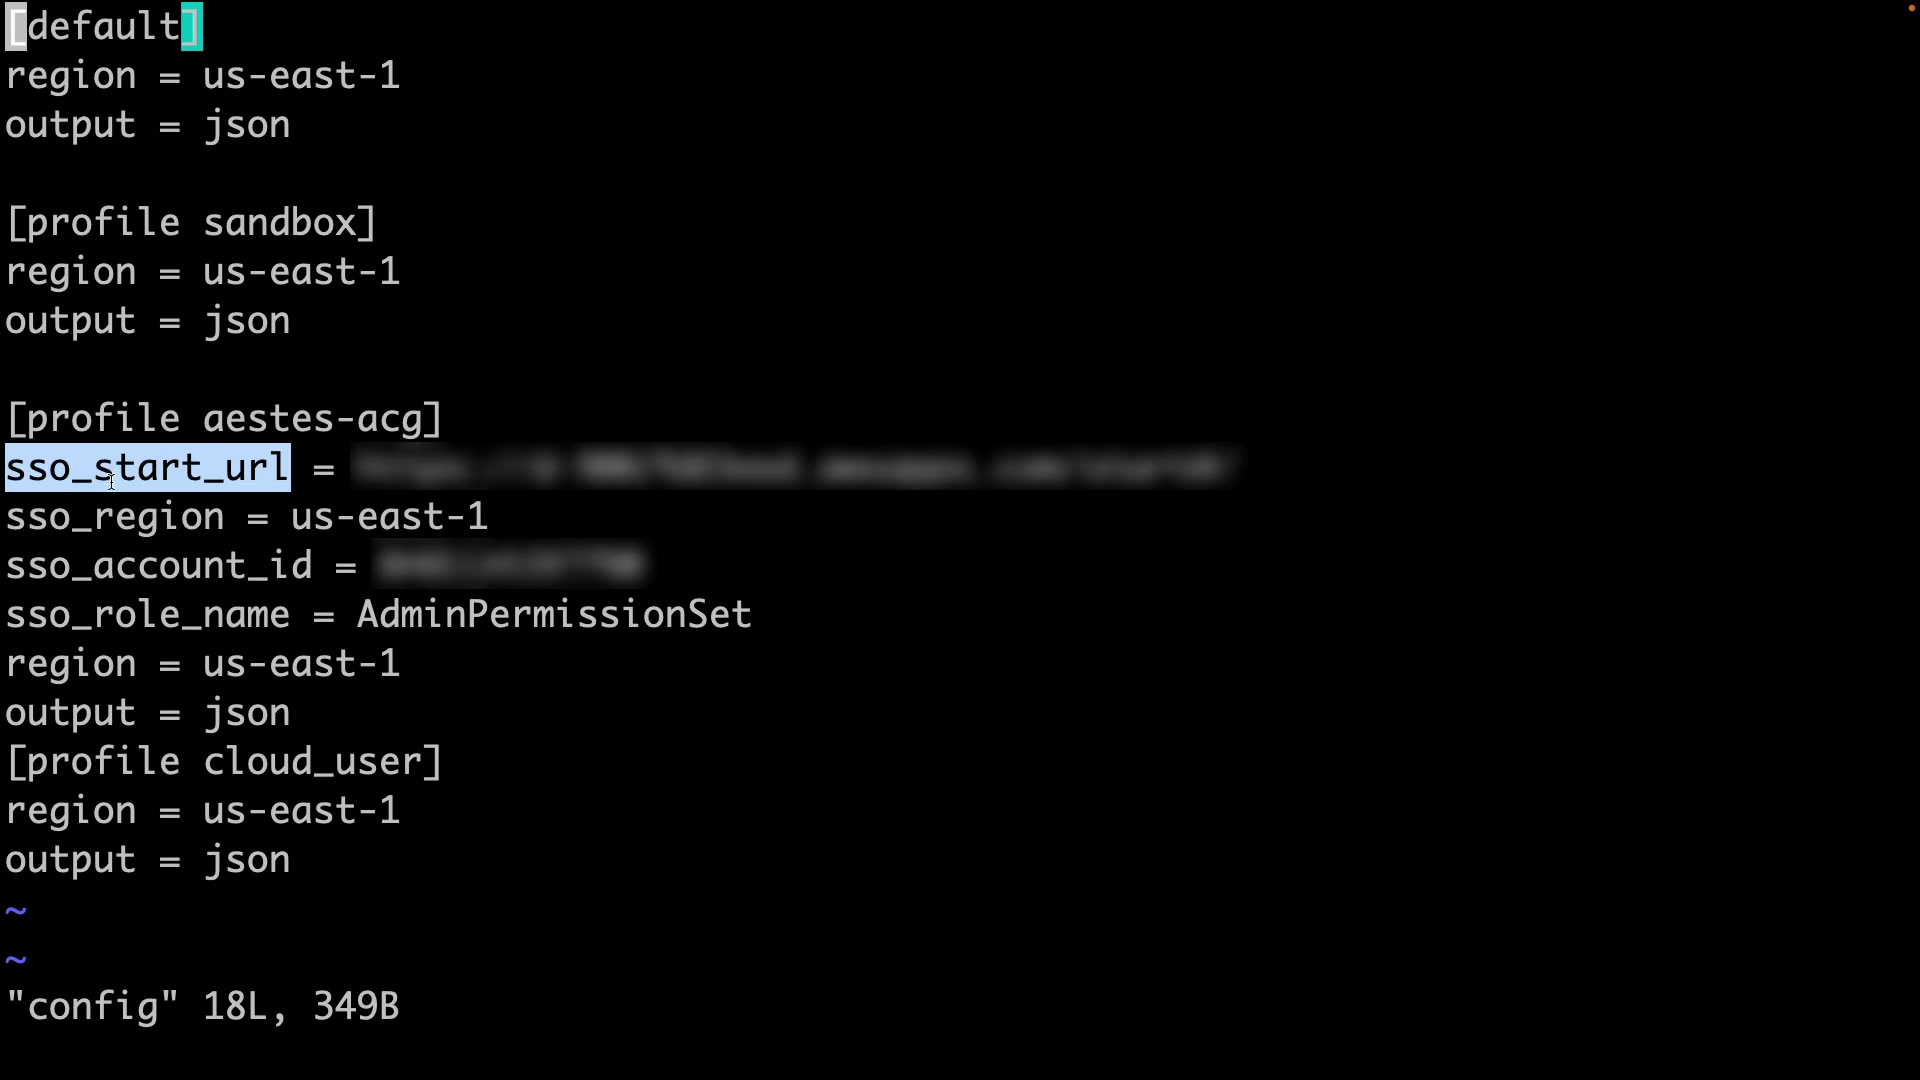 [default]
region = us-east-1
output = json
[profile sandbox]
region = us-east-1
output = json
[profile aestes-acg]
sso_start_url =
sso_region = us-east-1
sso_account_id =
sso_role_name = AdminPermissionSet
region = us-east-1
output = json
[profile cloud_user]
region = us-east-1
output = json
~
~
"config" 18L, 349B